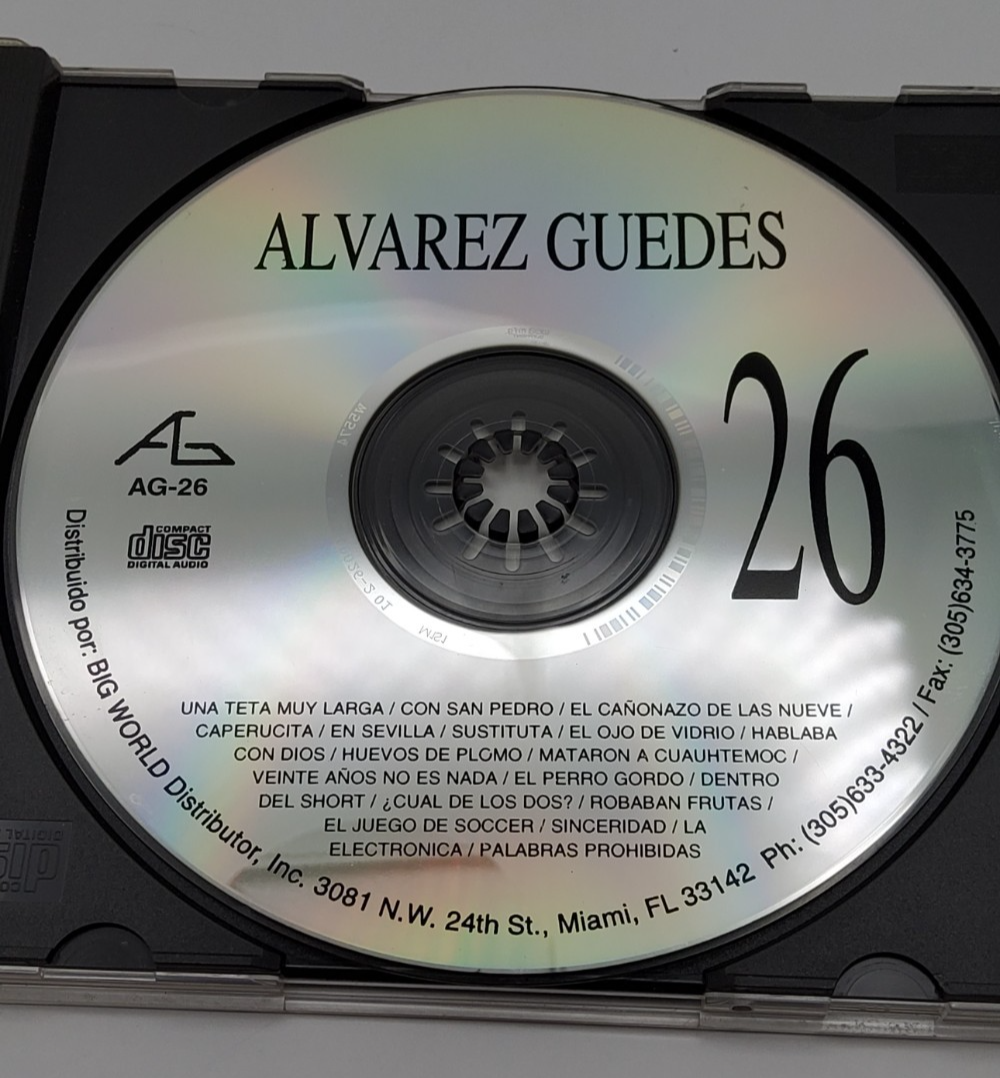 ALVAREZ GUEDES
26
AG
AG-26
COMPACT
disc
DIGITAL AUDIO
UNA TETA MUY LARGA / CON SAN PEDRO / EL CAÑONAZO DE LAS NUEVE /
CAPERUCITA / EN SEVILLA / SUSTITUTA / EL OJO DE VIDRIO / HABLABA
CON DIOS / HUEVOS DE PLOMO / MATARON A CUAUHTEMOC /
VEINTE AÑOS NO ES NADA / EL PERRO GORDO / DENTRO
DEL SHORT / ¿CUAL DE LOS DOS? / ROBABAN FRUTAS /
EL JUEGO DE SOCCER / SINCERIDAD / LA
ELECTRONICA / PALABRAS PROHIBIDAS
Distribuido por: BIG WORLD Distributor, Inc. 3081 N.W. 24th St., Miami, FL 33142 Ph: (305)633-4322 / Fax: (305)634-3775